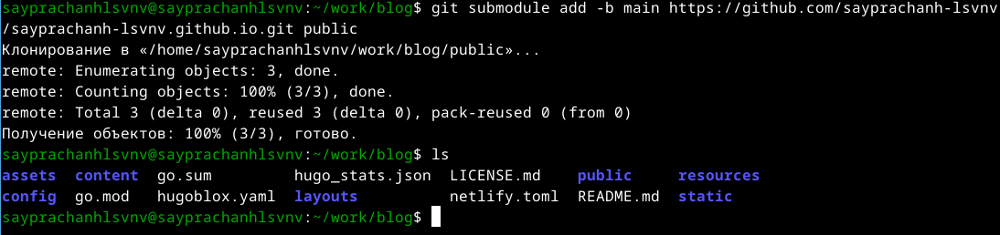 sayprachanhlsvnv@sayprachanhlsvnv:~/work/blog$ git submodule add -b main https://github.com/sayprachanh-lsvnv
/sayprachanh-lsvnv.github.io.git public
Клонирование в «/home/sayprachanhlsvnv/work/blog/public»...
remote: Enumerating objects: 3, done.
remote: Counting objects: 100% (3/3), done.
remote: Total 3 (delta 0), reused 3 (delta 0), pack-reused 0 (from 0)
Получение объектов: 100% (3/3), готово.
sayprachanhlsvnv@sayprachanhlsvnv:~/work/blog$ ls
assets  content  go.sum         hugo_stats.json  LICENSE.md    public     resources
config  go.mod   hugoblox.yaml  layouts          netlify.toml  README.md  static
sayprachanhlsvnv@sayprachanhlsvnv:~/work/blog$